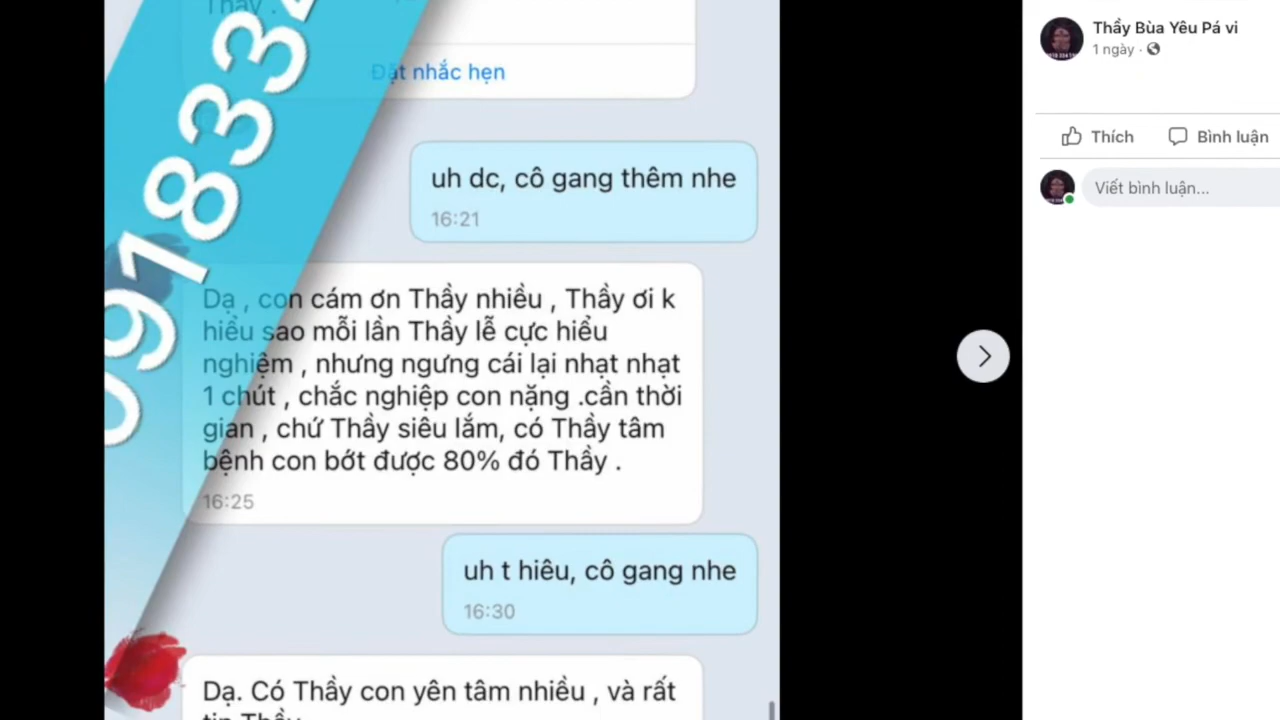 Thầy .
Đặt nhắc hẹn
uh dc, cô gang thêm nhe
16:21
Dạ , con cám ơn Thầy nhiều , Thầy ơi k
hiểu sao mỗi lần Thầy lễ cực hiểu
nghiệm , nhưng ngưng cái lại nhạt nhạt
1 chút , chắc nghiệp con nặng .cần thời
gian , chứ Thầy siêu lắm, có Thầy tâm
bệnh con bớt được 80% đó Thầy .
16:25
uh t hiêu, cô gang nhe
16:30
Dạ. Có Thầy con yên tâm nhiều , và rất
tin Thầy
0918334
Thầy Bùa Yêu Pá vi
1 ngày ·
Thích
Bình luận
Viết bình luận...